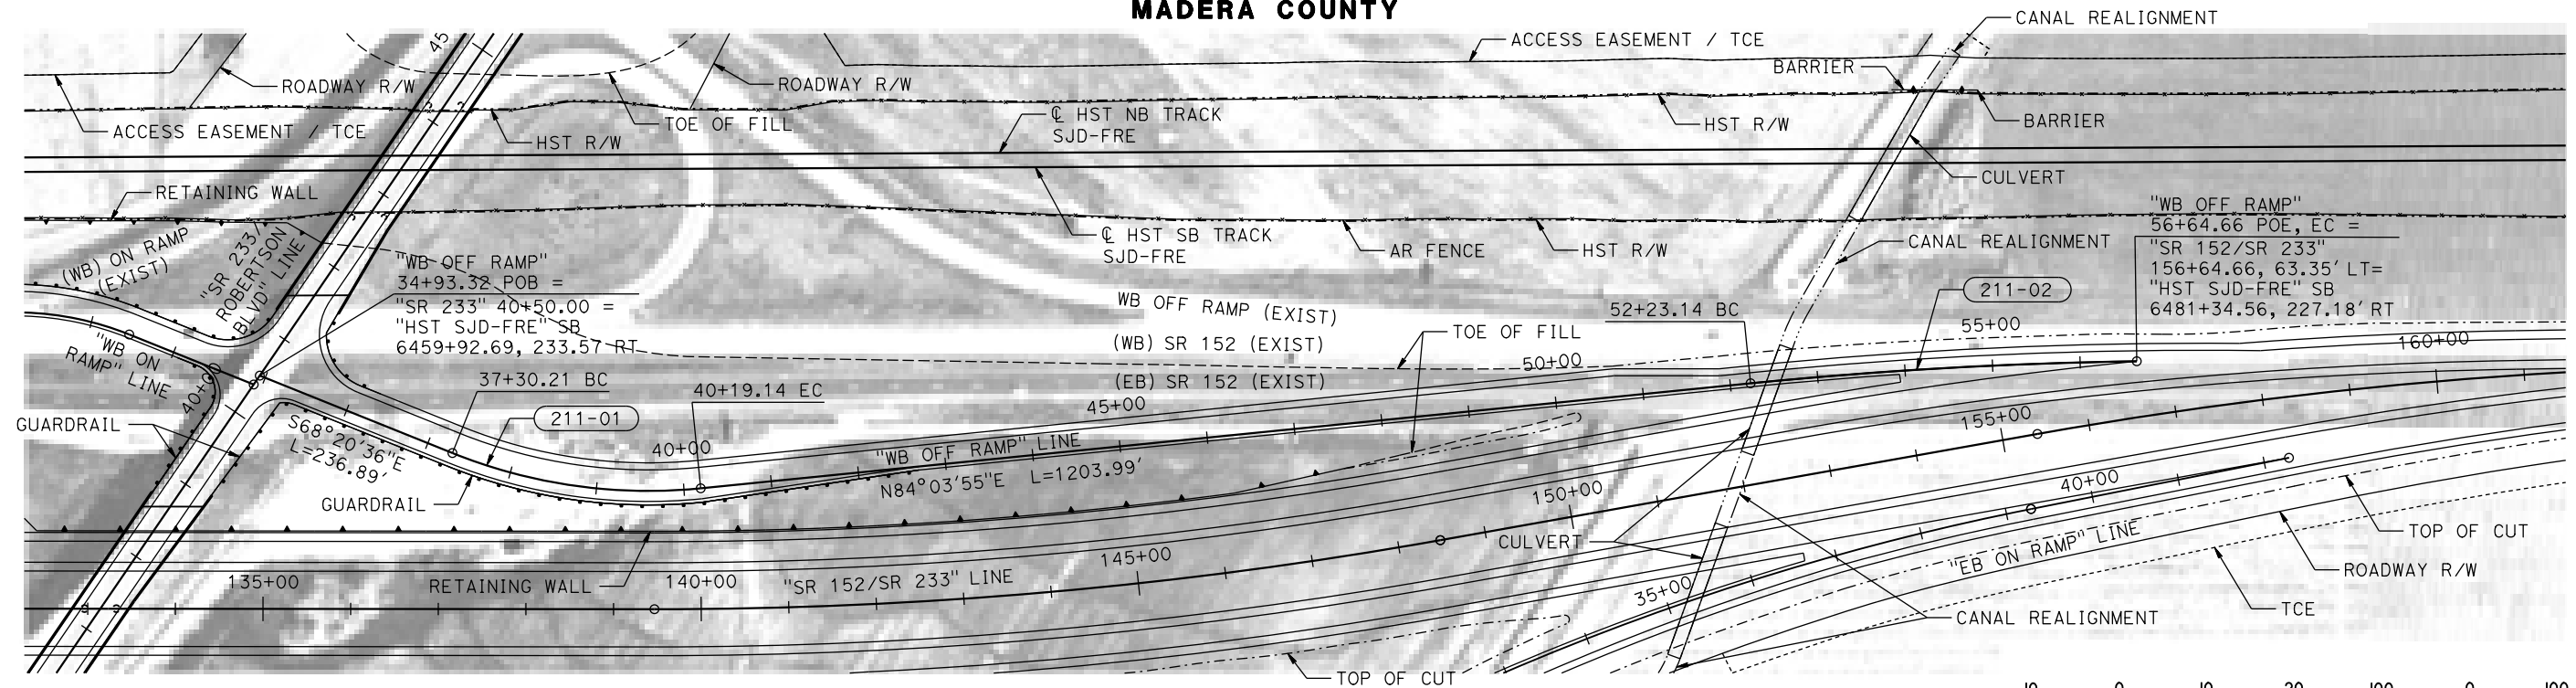 MADERA COUNTY
CANAL REALIGNMENT
ACCESS EASEMENT / TCE
BARRIER
45
ROADWAY R/W
ROADWAY R/W
TOE OF FILL
ACCESS EASEMENT / TCE
HST R/W
℄ HST NB TRACK
SJD-FRE
HST R/W
BARRIER
CULVERT
RETAINING WALL
℄ HST SB TRACK
SJD-FRE
AR FENCE
HST R/W
CANAL REALIGNMENT
"WB OFF RAMP"
56+64.66 POE, EC =
"SR 152/SR 233"
156+64.66, 63.35' LT=
"HST SJD-FRE" SB
6481+34.56, 227.18' RT
(WB) ON RAMP
(EXIST)
"SR 233/
ROBERTSON
BLVD" LINE
"WB OFF RAMP"
34+93.32 POB =
"SR 233" 40+50.00 =
"HST SJD-FRE" SB
6459+92.69, 233.57 RT
WB OFF RAMP (EXIST)
(WB) SR 152 (EXIST)
(EB) SR 152 (EXIST)
TOE OF FILL
52+23.14 BC
211-02
55+00
160+00
50+00
"WB ON
RAMP" LINE
40+00
37+30.21 BC
40+19.14 EC
45+00
211-01
40+00
GUARDRAIL
S68°20'36"E
L=236.89'
GUARDRAIL
"WB OFF RAMP" LINE
N84°03'55"E L=1203.99'
155+00
150+00
40+00
CULVERT
TOP OF CUT
145+00
"EB ON RAMP" LINE
ROADWAY R/W
135+00
RETAINING WALL
140+00
"SR 152/SR 233" LINE
35+00
TCE
CANAL REALIGNMENT
TOP OF CUT
10 0 10 20 100 0 100